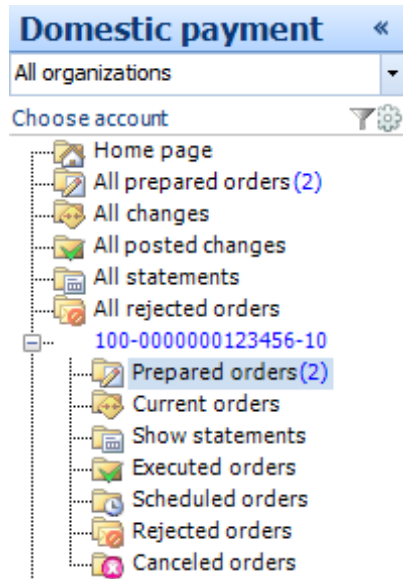 Domestic payment «
All organizations
Choose account
Home page
All prepared orders(2)
All changes
All posted changes
All statements
All rejected orders
100-0000000123456-10
Prepared orders(2)
Current orders
Show statements
Executed orders
Scheduled orders
Rejected orders
Canceled orders